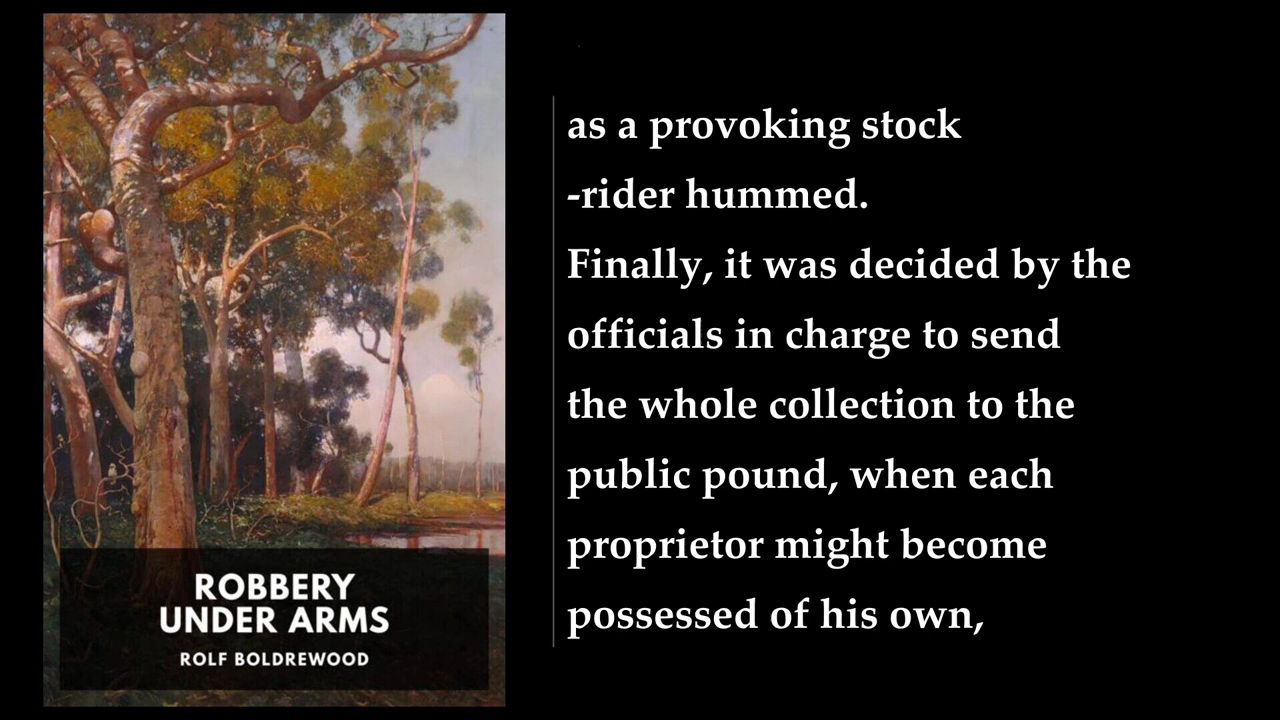 as a provoking stock
-rider hummed.
Finally, it was decided by the
officials in charge to send
the whole collection to the
public pound, when each
proprietor might become
possessed of his own,
ROBBERY
UNDER ARMS
ROLF BOLDREWOOD